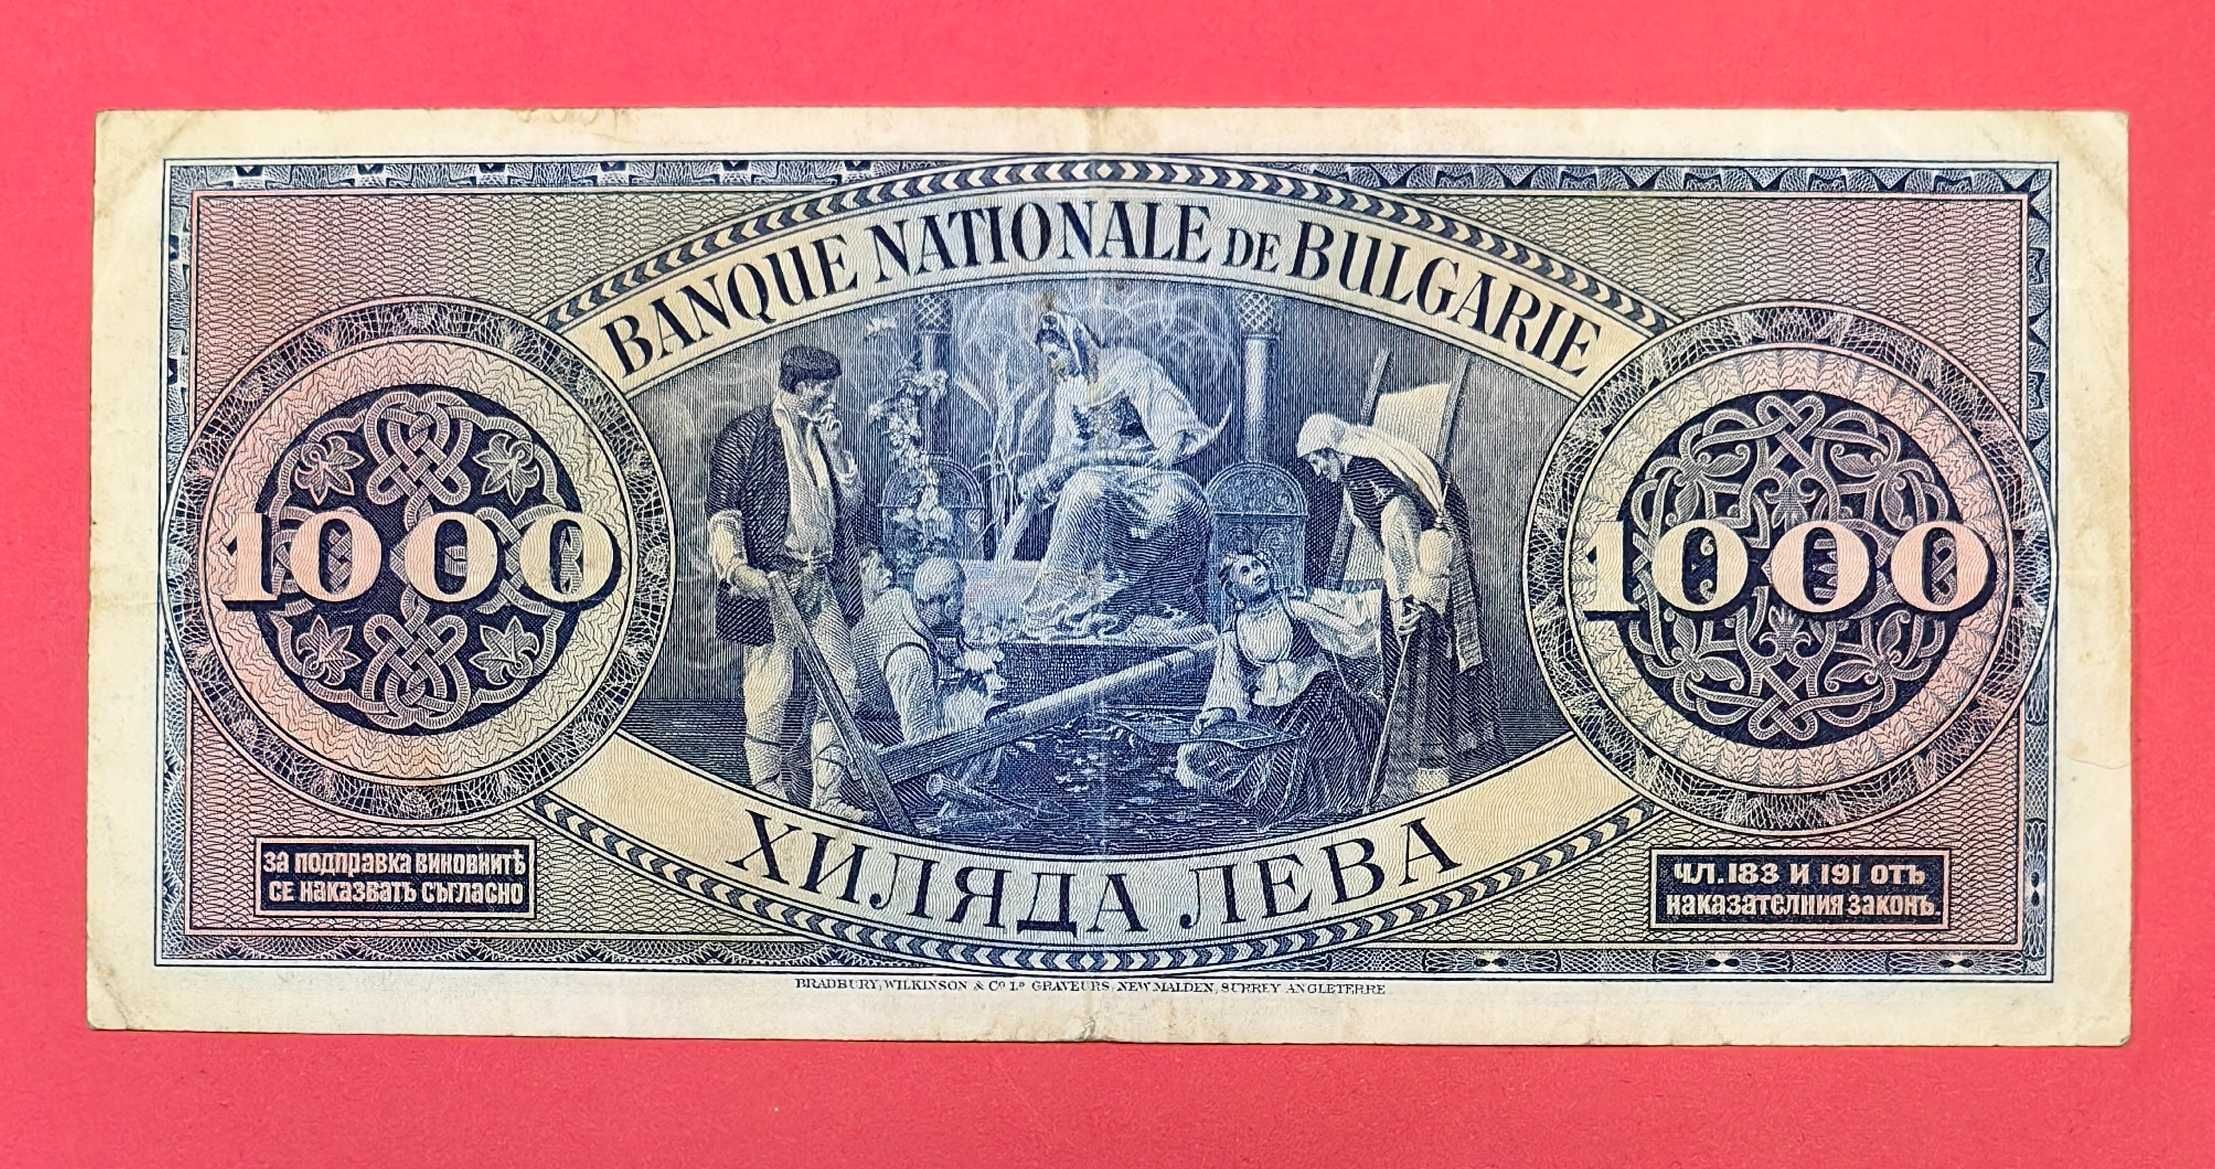 BANQUE NATIONALE DE BULGARIE
1000
1000
ХИЛЯДА ЛЕВА
ЗА ПОДПРАВКА ВИНОВНИТѢ
СЕ НАКАЗВАТЪ СЪГЛАСНО
ЧЛ. 183 И 191 ОТЪ
НАКАЗАТЕЛНИЯ ЗАКОНЪ.
BRADBURY, WILKINSON & Co. Ld. GRAVEURS, NEW MALDEN, SURREY ANGLETERRE